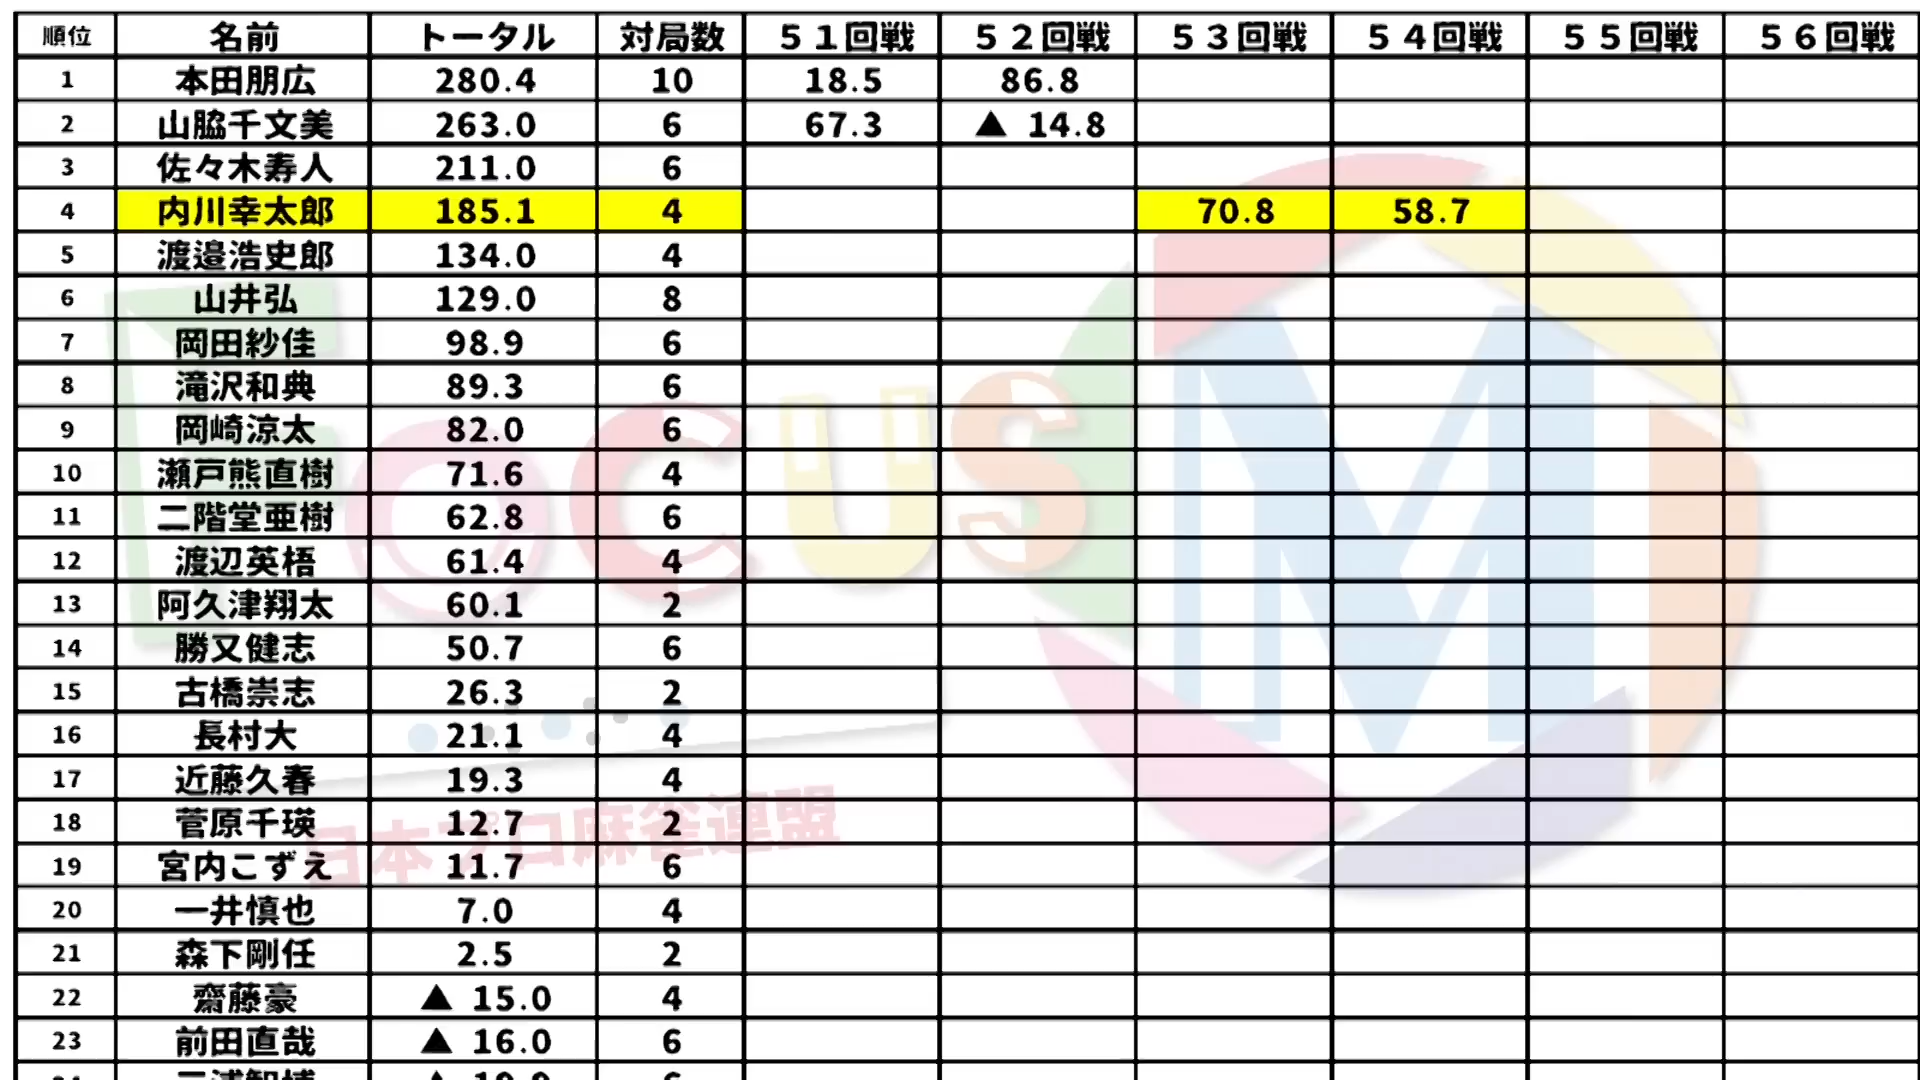 順位 名前 トータル 対局数 ５１回戦 ５２回戦 ５３回戦 ５４回戦 ５５回戦 ５６回戦
1 本田朋広 280.4 10 18.5 86.8
2 山脇千文美 263.0 6 67.3 ▲ 14.8
3 佐々木寿人 211.0 6
4 内川幸太郎 185.1 4 70.8 58.7
5 渡邉浩史郎 134.0 4
6 山井弘 129.0 8
7 岡田紗佳 98.9 6
8 滝沢和典 89.3 6
9 岡崎涼太 82.0 6
10 瀬戸熊直樹 71.6 4
11 二階堂亜樹 62.8 6
12 渡辺英梧 61.4 4
13 阿久津翔太 60.1 2
14 勝又健志 50.7 6
15 古橋崇志 26.3 2
16 長村大 21.1 4
17 近藤久春 19.3 4
18 菅原千瑛 12.7 2
19 宮内こずえ 11.7 6
20 一井慎也 7.0 4
21 森下剛任 2.5 2
22 齋藤豪 ▲ 15.0 4
23 前田直哉 ▲ 16.0 6
FOCUS M
日本プロ麻雀連盟